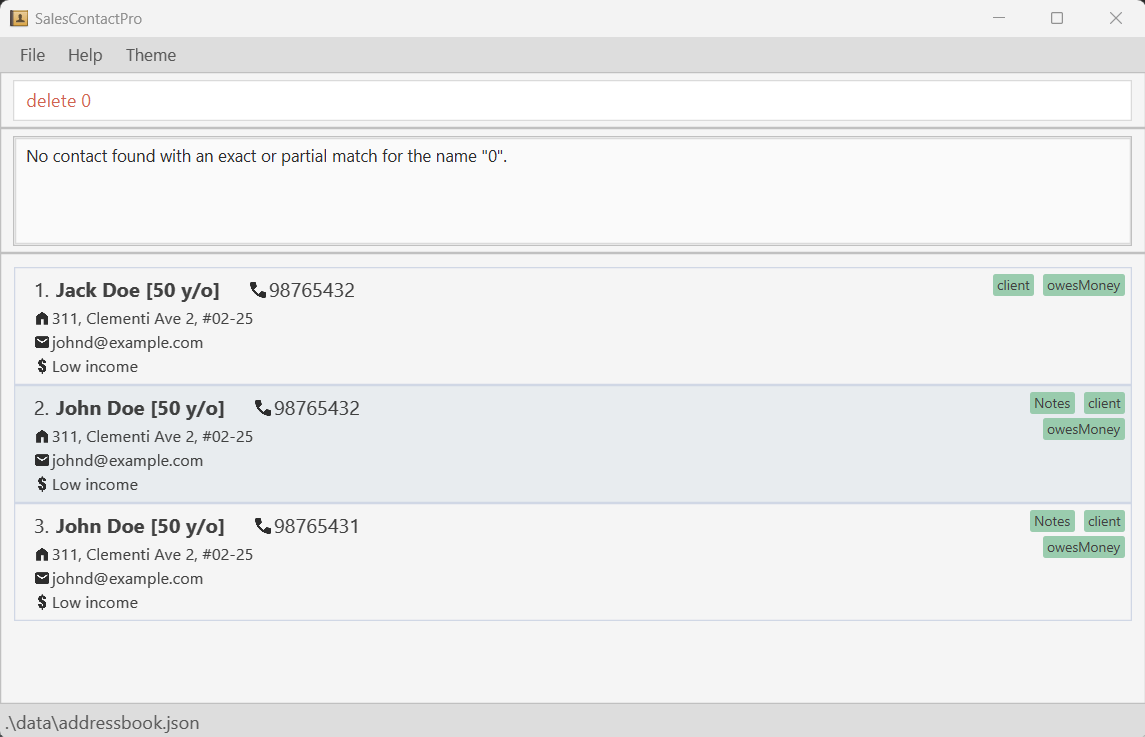 SalesContactPro
File Help Theme
delete 0
No contact found with an exact or partial match for the name "0".
1. Jack Doe [50 y/o] 98765432 client owesMoney
311, Clementi Ave 2, #02-25
johnd@example.com
$ Low income
2. John Doe [50 y/o] 98765432 Notes client
311, Clementi Ave 2, #02-25 owesMoney
johnd@example.com
$ Low income
3. John Doe [50 y/o] 98765431 Notes client
311, Clementi Ave 2, #02-25 owesMoney
johnd@example.com
$ Low income
.\data\addressbook.json